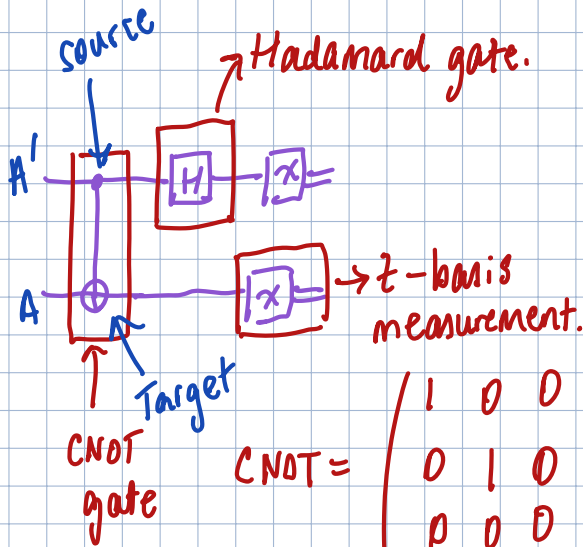 source
Hadamard gate.
A'
H
X
A
X
z-basis
measurement.
Target
CNOT
gate
CNOT =
1 0 0
0 1 0
0 0 0